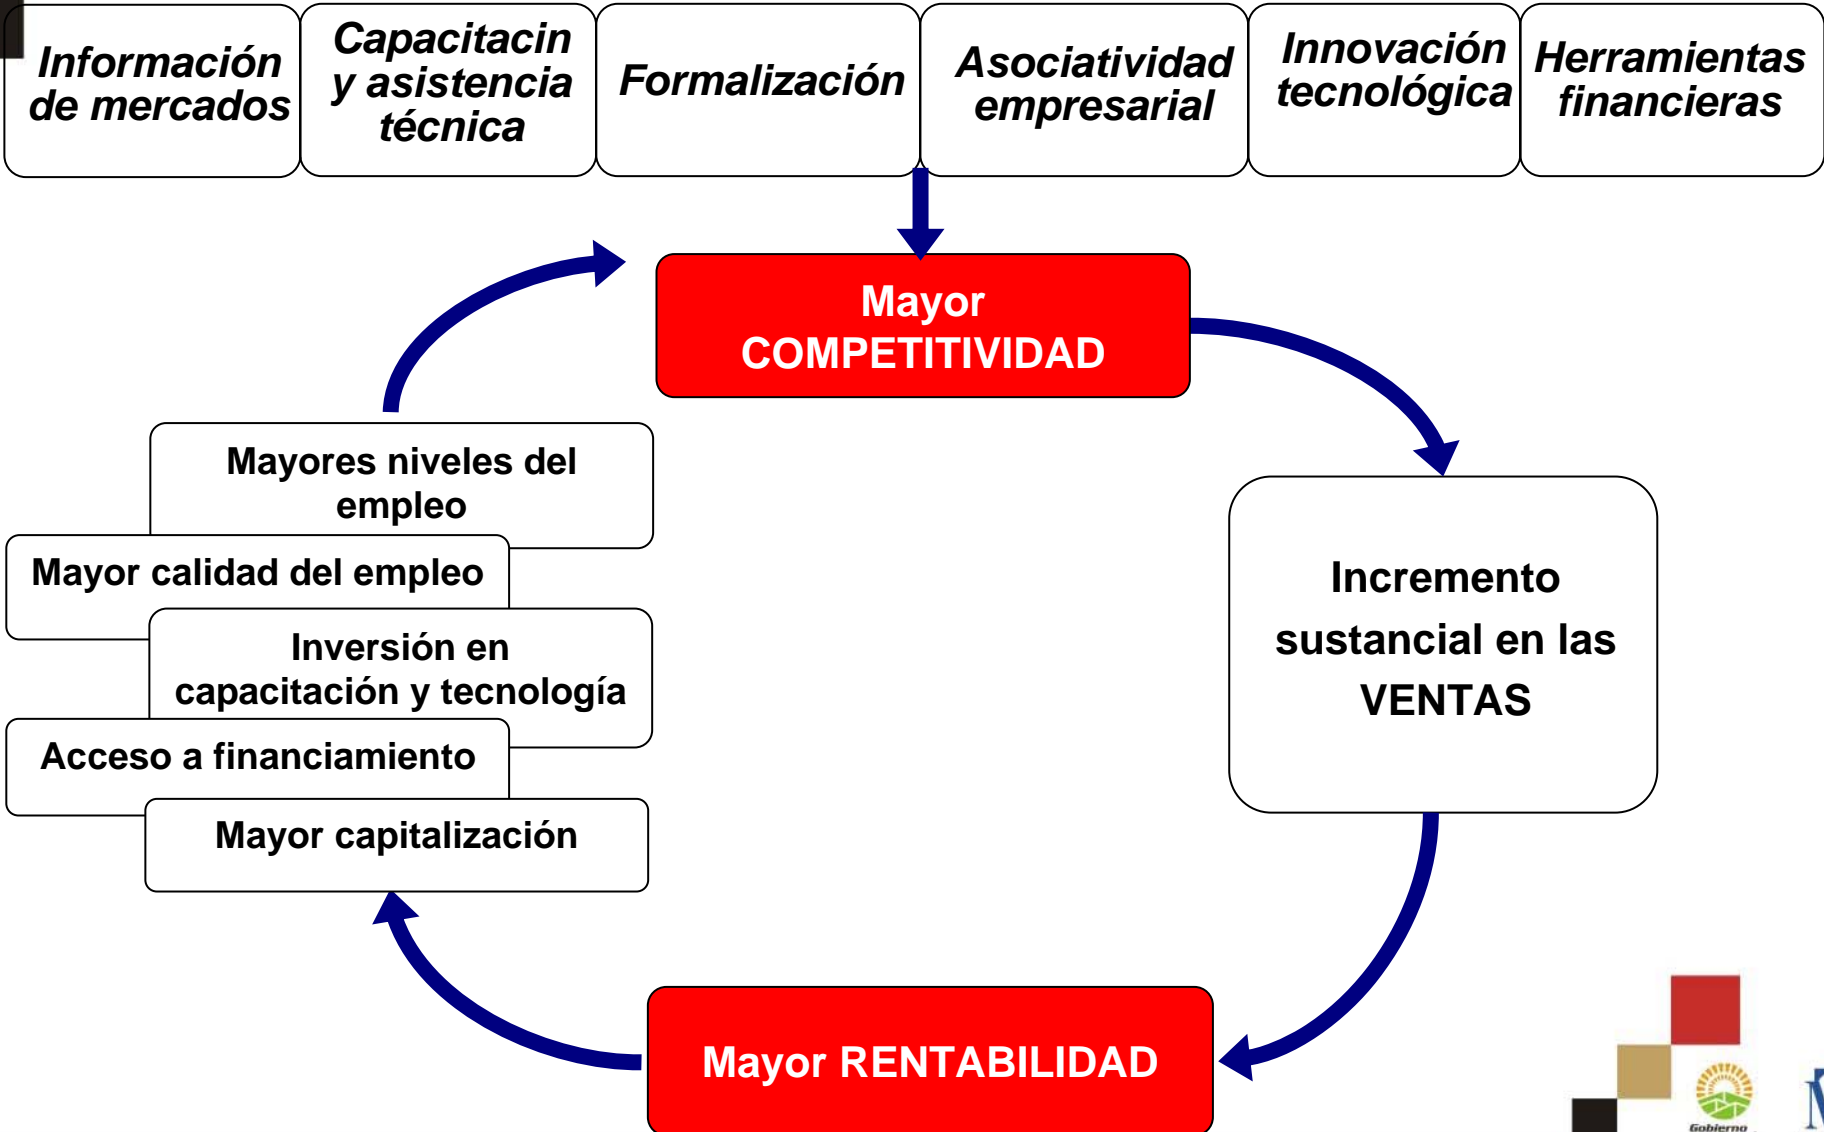 Información
de mercados
Capacitacin
y asistencia
técnica
Formalización
Asociatividad
empresarial
Innovación
tecnológica
Herramientas
financieras
Mayor
COMPETITIVIDAD
Mayores niveles del
empleo
Mayor calidad del empleo
Inversión en
capacitación y tecnología
Acceso a financiamiento
Mayor capitalización
Incremento
sustancial en las
VENTAS
Mayor RENTABILIDAD
Gobierno